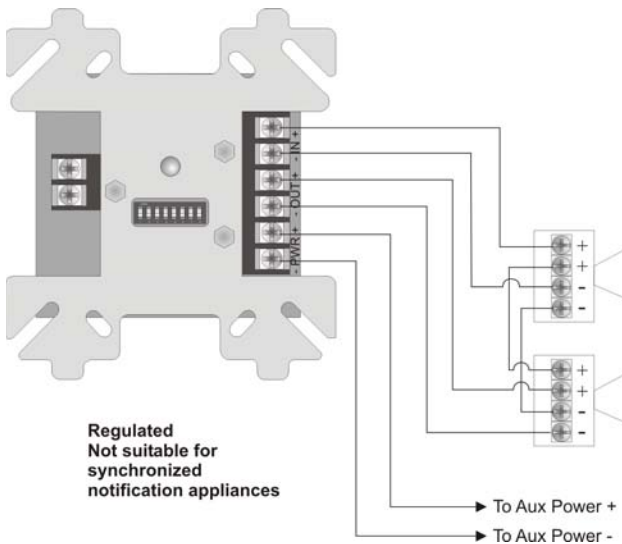 - IN +
- OUT +
- PWR +
+
+
-
-
+
+
-
-
Regulated
Not suitable for
synchronized
notification appliances
To Aux Power +
To Aux Power -